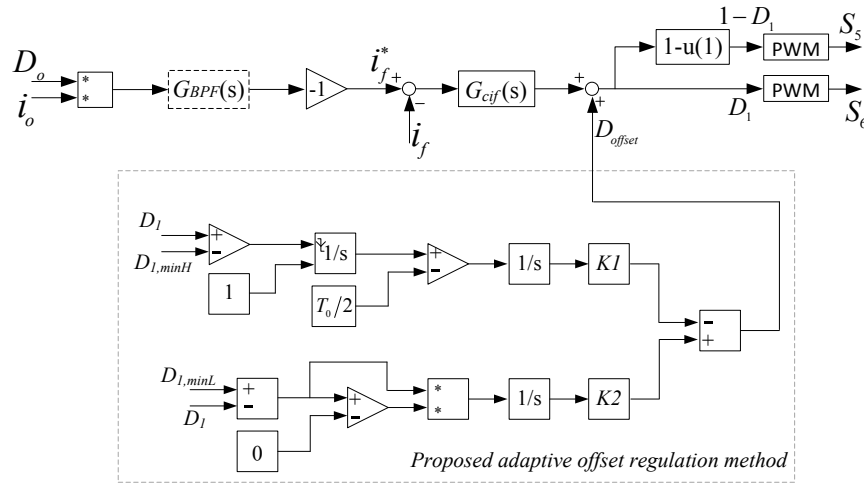 D_o
i_o
*
*
G_BPF(s)
-1
i_f^*
+
−
i_f
G_cif(s)
+
+
D_offset
1-u(1)
1−D_1
PWM
S_5
D_1
PWM
S_6
D_1
D_1,minH
+
−
1
1/s
T_0/2
+
−
1/s
K1
−
+
D_1,minL
D_1
+
−
0
+
−
*
*
1/s
K2
Proposed adaptive offset regulation method